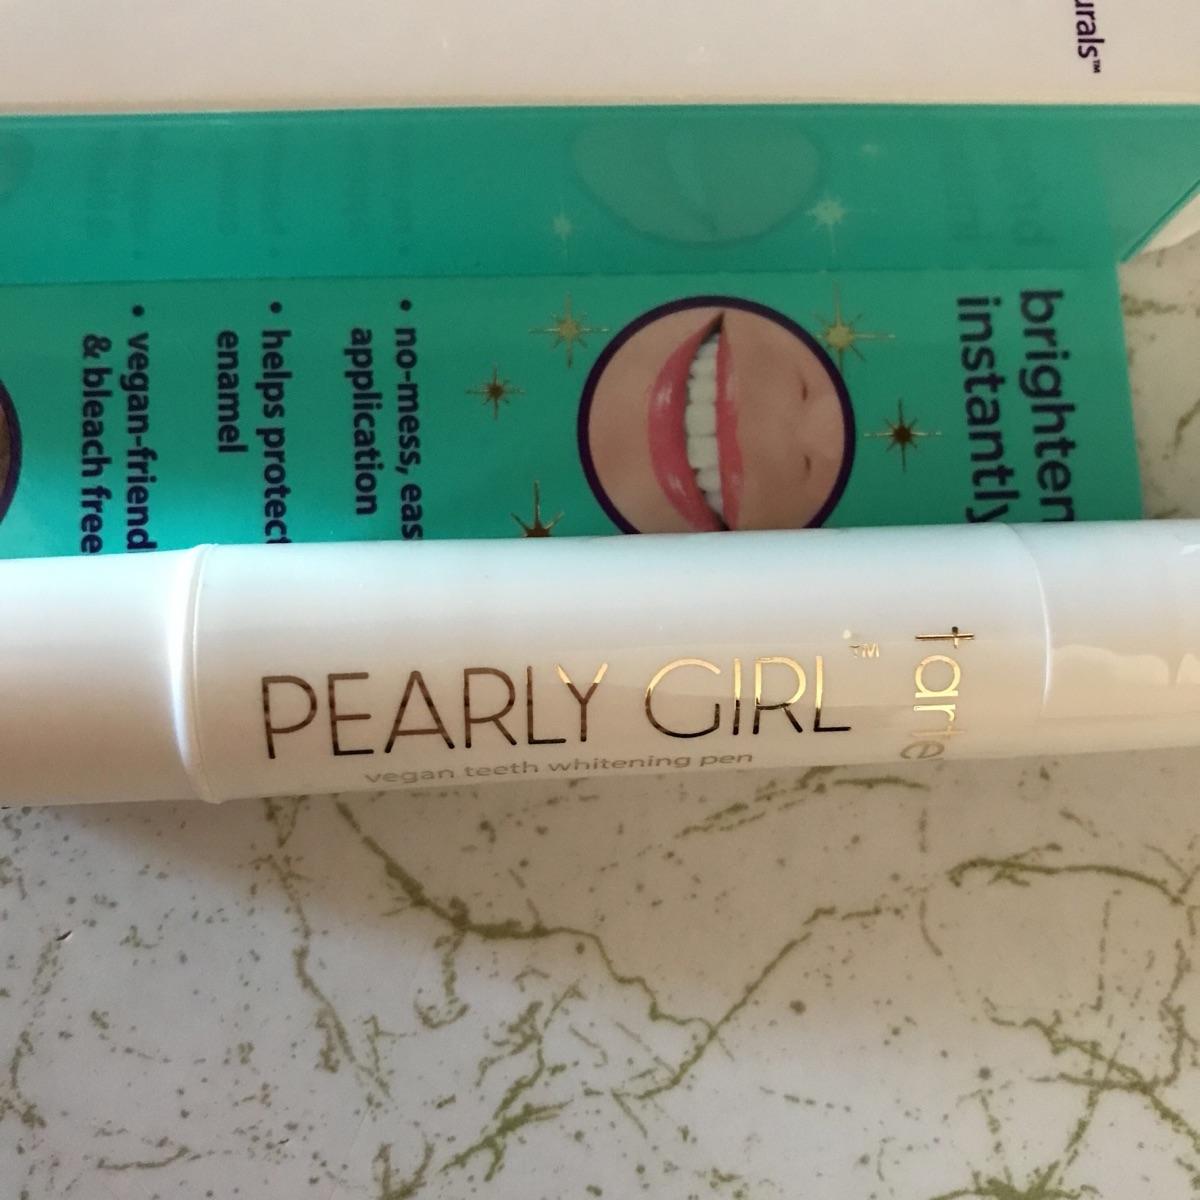 urals™
brighten
instantly
• no-mess, eas
application
• helps protect
enamel
• vegan-friend
& bleach free
PEARLY GIRL™
vegan teeth whitening pen
tarte